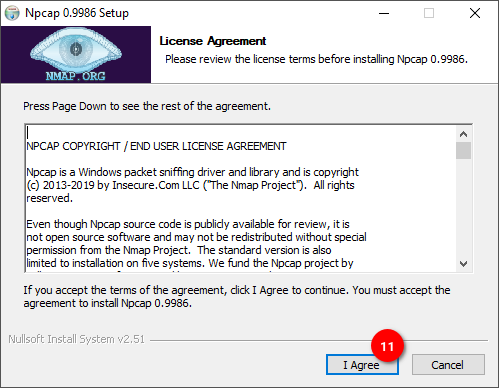 Npcap 0.9986 Setup
NMAP.ORG
License Agreement
Please review the license terms before installing Npcap 0.9986.
Press Page Down to see the rest of the agreement.
NPCAP COPYRIGHT / END USER LICENSE AGREEMENT
Npcap is a Windows packet sniffing driver and library and is copyright
(c) 2013-2019 by Insecure.Com LLC ("The Nmap Project").  All rights
reserved.
Even though Npcap source code is publicly available for review, it is
not open source software and may not be redistributed without special
permission from the Nmap Project.  The standard version is also
limited to installation on five systems. We fund the Npcap project by
If you accept the terms of the agreement, click I Agree to continue. You must accept the
agreement to install Npcap 0.9986.
Nullsoft Install System v2.51
11
I Agree
Cancel